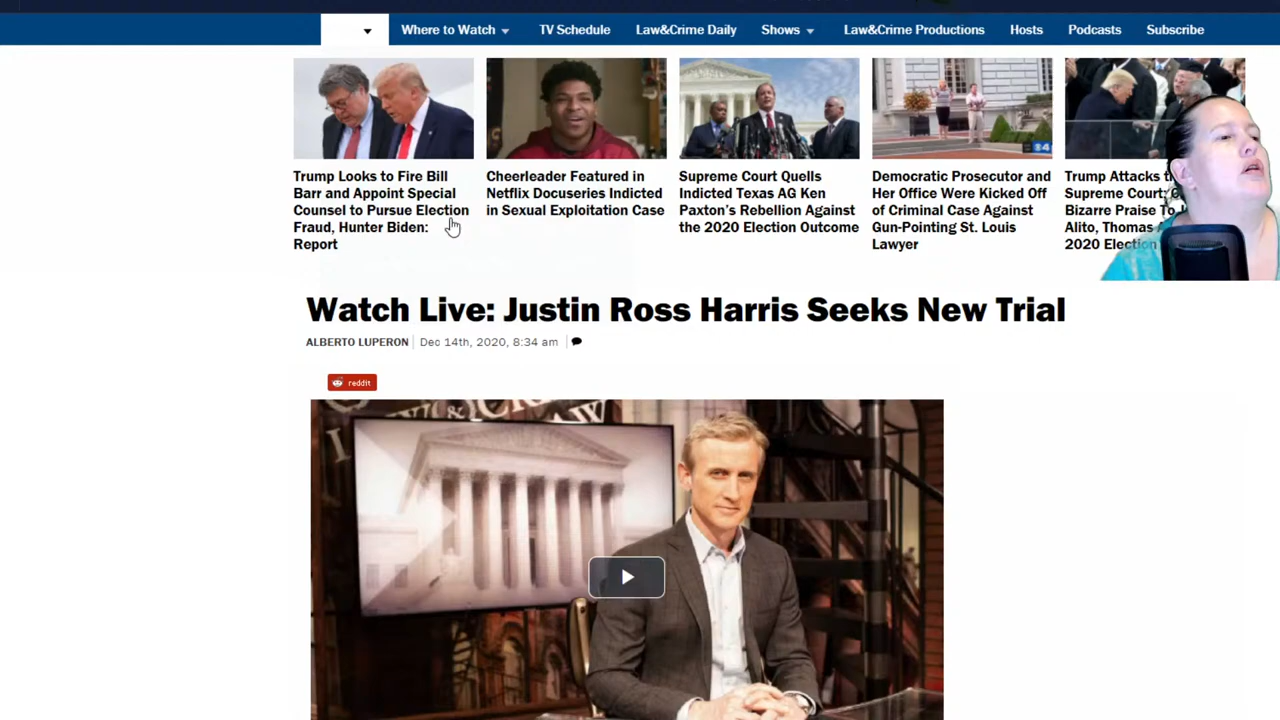 Where to Watch
TV Schedule
Law&Crime Daily
Shows
Law&Crime Productions
Hosts
Podcasts
Subscribe
Trump Looks to Fire Bill
Barr and Appoint Special
Counsel to Pursue Election
Fraud, Hunter Biden:
Report
Cheerleader Featured in
Netflix Docuseries Indicted
in Sexual Exploitation Case
Supreme Court Quells
Indicted Texas AG Ken
Paxton's Rebellion Against
the 2020 Election Outcome
Democratic Prosecutor and
Her Office Were Kicked Off
of Criminal Case Against
Gun-Pointing St. Louis
Lawyer
Trump Attacks
Supreme Court;
Bizarre Praise To
Alito, Thomas
2020 Election
Watch Live: Justin Ross Harris Seeks New Trial
ALBERTO LUPERON Dec 14th, 2020, 8:34 am
reddit